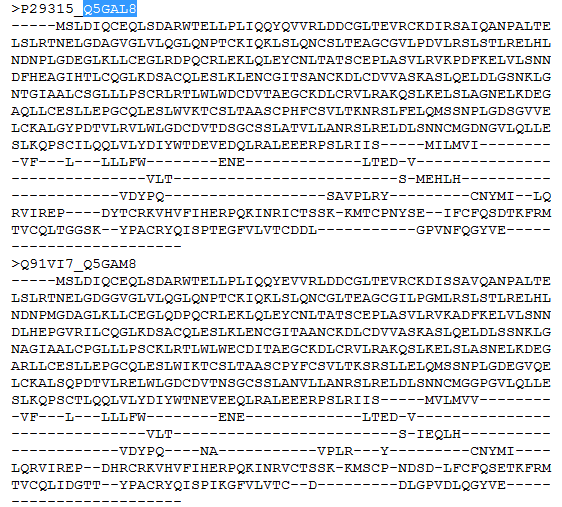 >P29315_Q5GAL8
-----MSLDIQCEQLSDARWTELLPLIQQYQVVRLDDCGLTEVRCKDIRSAIQANPALTE
LSLRTNELGDAGVGLVLQGLQNPTCKIQKLSLQNCSLTEAGCGVLPDVLRSLSTLRELHL
NDNPLGDEGLKLLCEGLRDPQCRLEKLQLEYCNLTATSCEPLASVLRVKPDFKELVLSNN
DFHEAGIHTLCQGLKDSACQLESLKLENCGITSANCKDLCDVVASKASLQELDLGSNKLG
NTGIAALCSGLLLPSCRLRTLWLWDCDVTAEGCKDLCRVLRAKQSLKELSLAGNELKDEG
AQLLCESLLEPGCQLESLWVKTCSLTAASCPHFCSVLTKNRSLFELQMSSNPLGDSGVVE
LCKALGYPDTVLRVLWLGDCDVTDSGCSSLATVLLANRSLRELDLSNNCMGDNGVLQLLE
SLKQPSCILQQLVLYDIYWTDEVEDQLRALEEERPSLRIIS-----MILMVI--------
-VF---L---LLLFW--------ENE-------------LTED-V---------------
---------------VLT-------------------------S-MEHLH----------
------------VDYPQ------------------SAVPLRY---------CNYMI--LQ
RVIREP----DYTCRKVHVFIHERPQKINRICTSSK-KMTCPNYSE--IFCFQSDTKFRM
TVCQLTGGSK--YPACRYQISPTEGFVLVTCDDL-----------GPVNFQGYVE-----
-------------------
>Q91VI7_Q5GAM8
-----MSLDIQCEQLSDARWTELLPLIQQYEVVRLDDCGLTEVRCKDISSAVQANPALTE
LSLRTNELGDGGVGLVLQGLQNPTCKIQKLSLQNCGLTEAGCGILPGMLRSLSTLRELHL
NDNPMGDAGLKLLCEGLQDPQCRLEKLQLEYCNLTATSCEPLASVLRVKADFKELVLSNN
DLHEPGVRILCQGLKDSACQLESLKLENCGITAANCKDLCDVVASKASLQELDLSSNKLG
NAGIAALCPGLLLPSCKLRTLWLWECDITAEGCKDLCRVLRAKQSLKELSLASNELKDEG
ARLLCESLLEPGCQLESLWIKTCSLTAASCPYFCSVLTKSRSLLELQMSSNPLGDEGVQE
LCKALSQPDTVLRELWLGDCDVTNSGCSSLANVLLANRSLRELDLSNNCMGGPGVLQLLE
SLKQPSCTLQQLVLYDIYWTNEVEEQLRALEEERPSLRIIS-----MVLMVV--------
-VF---L---LLLFW--------ENE-------------LTED-V---------------
---------------VLT-------------------------S-IEQLH----------
------------VDYPQ----NA-----------VPLR---Y---------CNYMI----
LQRVIREP--DHRCRKVHVFIHERPQKINRVCTSSK-KMSCP-NDSD-LFCFQSETKFRM
TVCQLIDGTT--YPACRYQISPIKGFVLVTC--D---------DLGPVDLQGYVE-----
-------------------